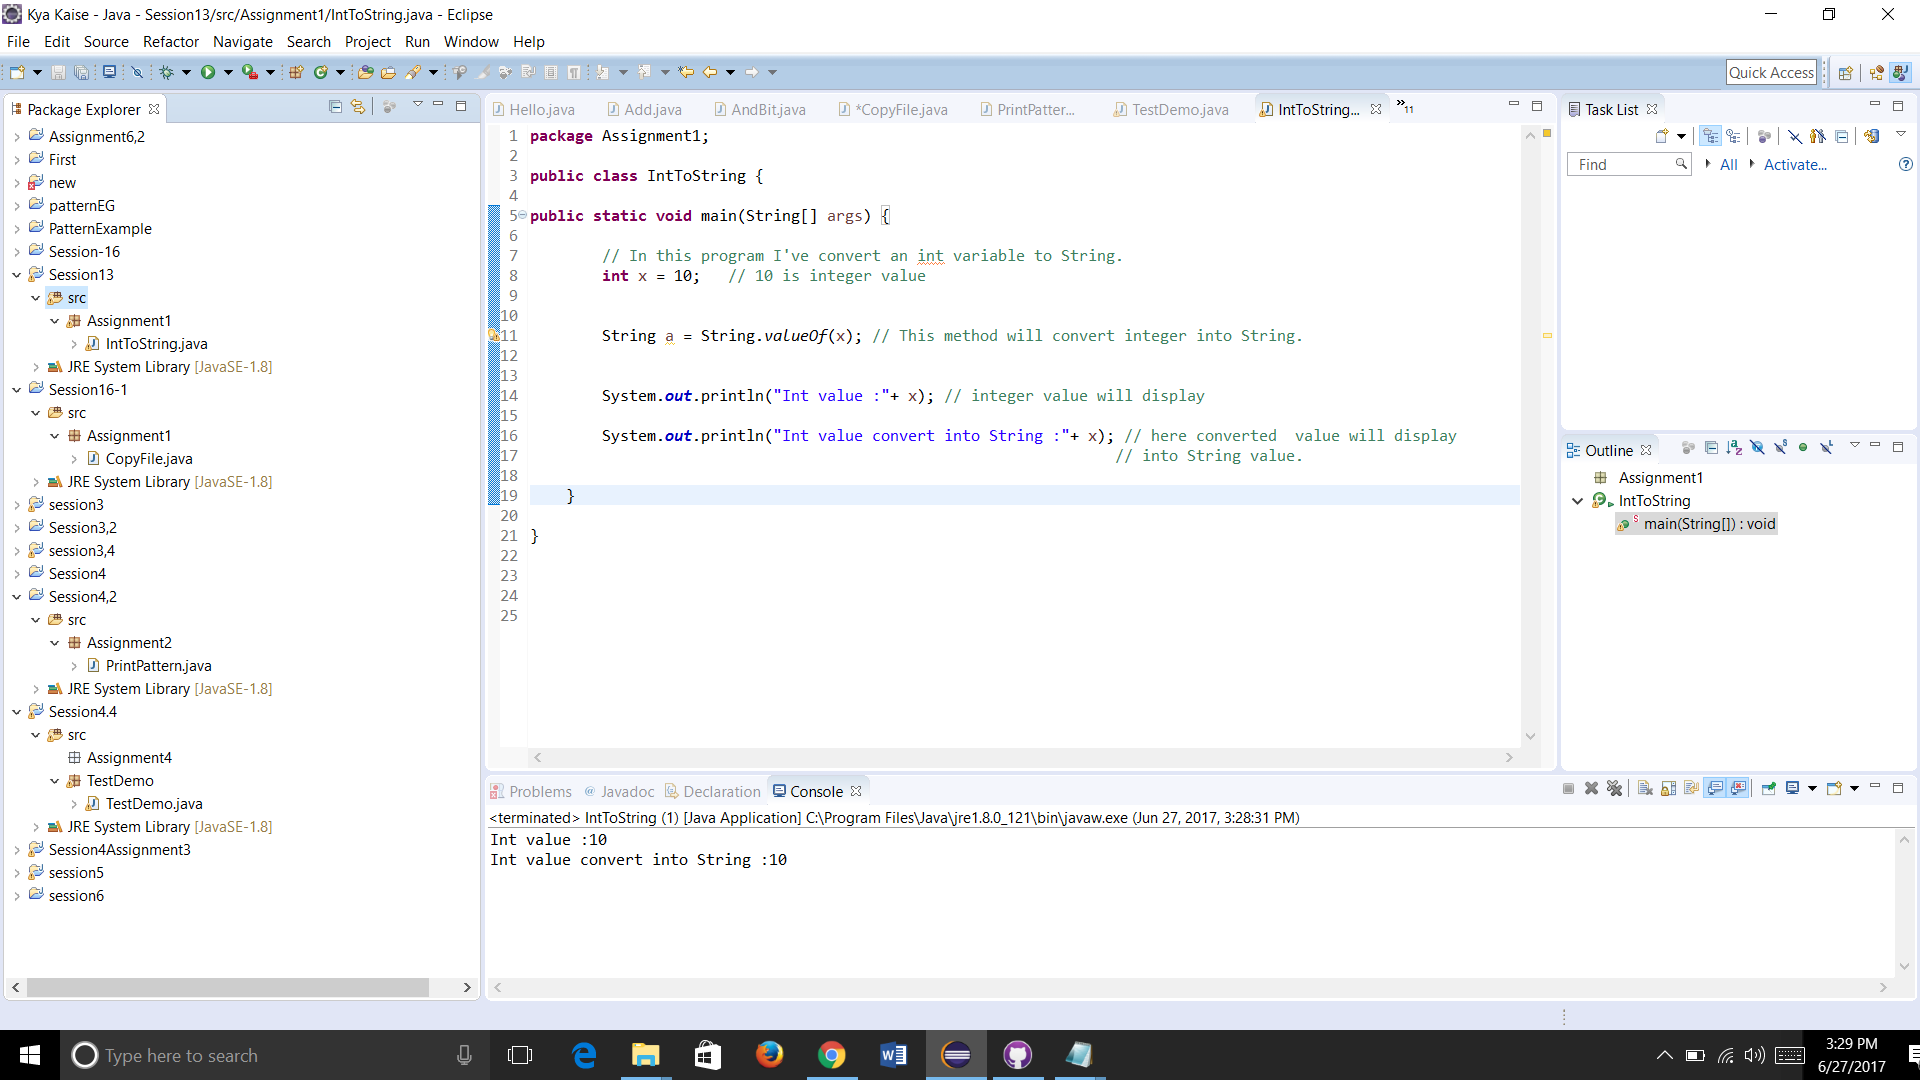 Kya Kaise - Java - Session13/src/Assignment1/IntToString.java - Eclipse
File Edit Source Refactor Navigate Search Project Run Window Help
Quick Access
Package Explorer
Assignment6,2
First
new
patternEG
PatternExample
Session-16
Session13
src
Assignment1
IntToString.java
JRE System Library [JavaSE-1.8]
Session16-1
src
Assignment1
CopyFile.java
JRE System Library [JavaSE-1.8]
session3
Session3,2
session3,4
Session4
Session4,2
src
Assignment2
PrintPattern.java
JRE System Library [JavaSE-1.8]
Session4.4
src
Assignment4
TestDemo
TestDemo.java
JRE System Library [JavaSE-1.8]
Session4Assignment3
session5
session6
Hello.java Add.java AndBit.java *CopyFile.java PrintPatter... TestDemo.java IntToString... »11
1 package Assignment1;
2
3 public class IntToString {
4
5 public static void main(String[] args) {
6
7 // In this program I've convert an int variable to String.
8 int x = 10; // 10 is integer value
9
10
11 String a = String.valueOf(x); // This method will convert integer into String.
12
13
14 System.out.println("Int value :"+ x); // integer value will display
15
16 System.out.println("Int value convert into String :"+ x); // here converted  value will display
17 // into String value.
18
19 }
20
21 }
22
23
24
25
Task List
Find All Activate...
Outline
Assignment1
IntToString
main(String[]) : void
Problems @ Javadoc Declaration Console
<terminated> IntToString (1) [Java Application] C:\Program Files\Java\jre1.8.0_121\bin\javaw.exe (Jun 27, 2017, 3:28:31 PM)
Int value :10
Int value convert into String :10
Type here to search
3:29 PM
6/27/2017